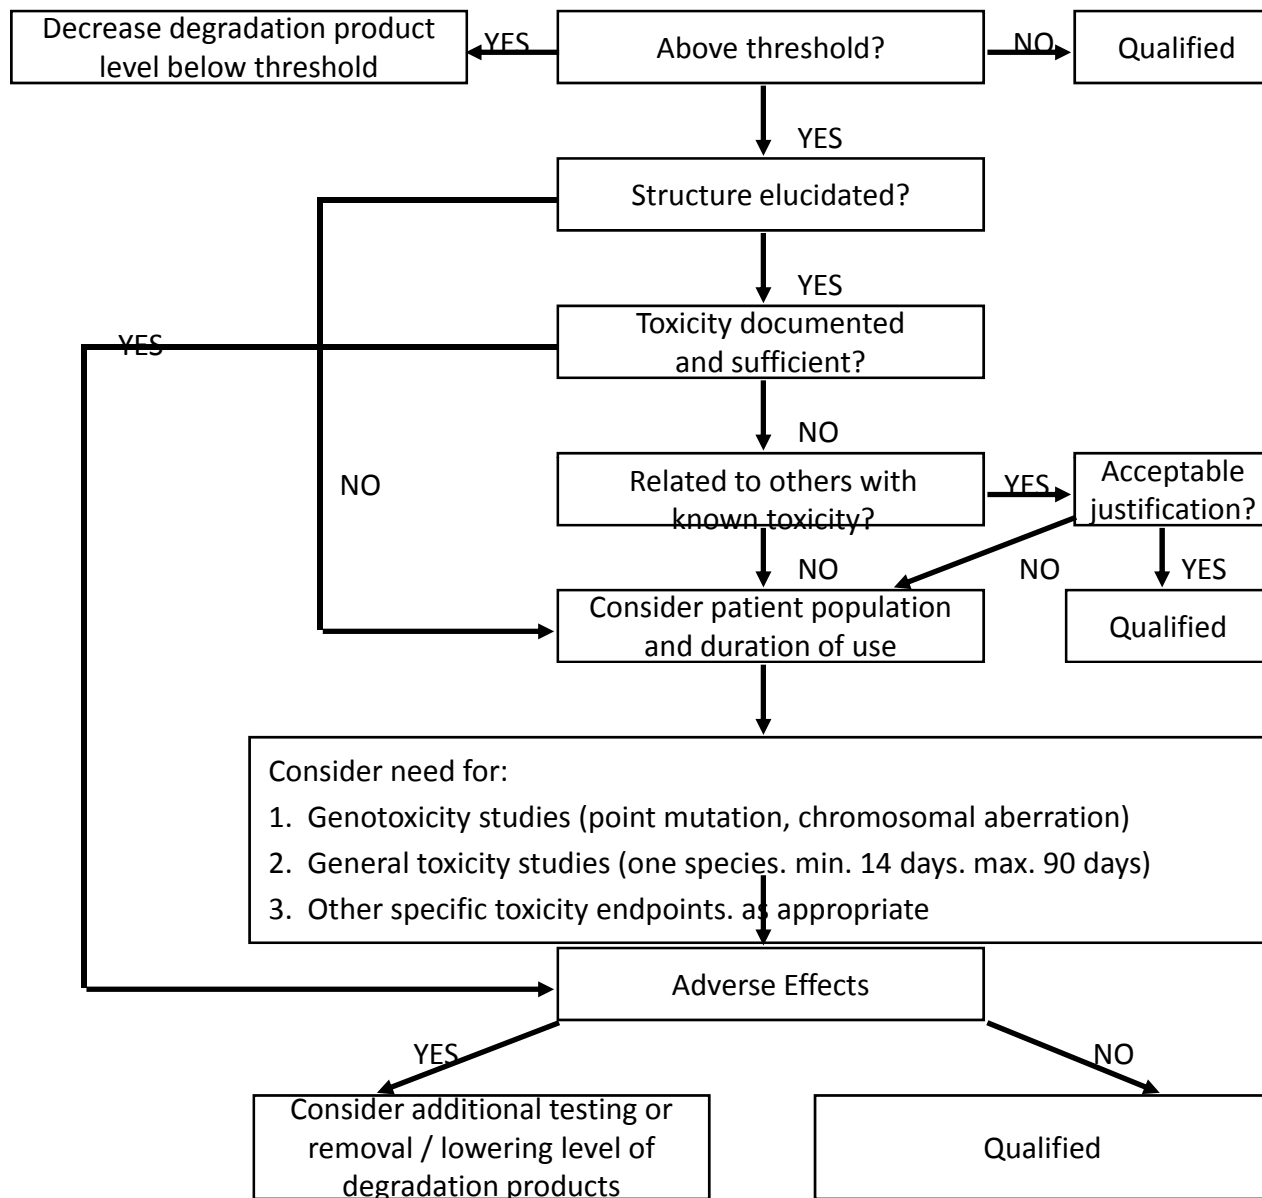 Decrease degradation product
level below threshold
YES
Above threshold?
NO
Qualified
YES
Structure elucidated?
YES
Toxicity documented
and sufficient?
YES
NO
Related to others with
known toxicity?
YES
Acceptable
justification?
NO
NO
NO
YES
Consider patient population
and duration of use
Qualified
Consider need for:
1. Genotoxicity studies (point mutation, chromosomal aberration)
2. General toxicity studies (one species. min. 14 days. max. 90 days)
3. Other specific toxicity endpoints. as appropriate
Adverse Effects
YES
NO
Consider additional testing or
removal / lowering level of
degradation products
Qualified